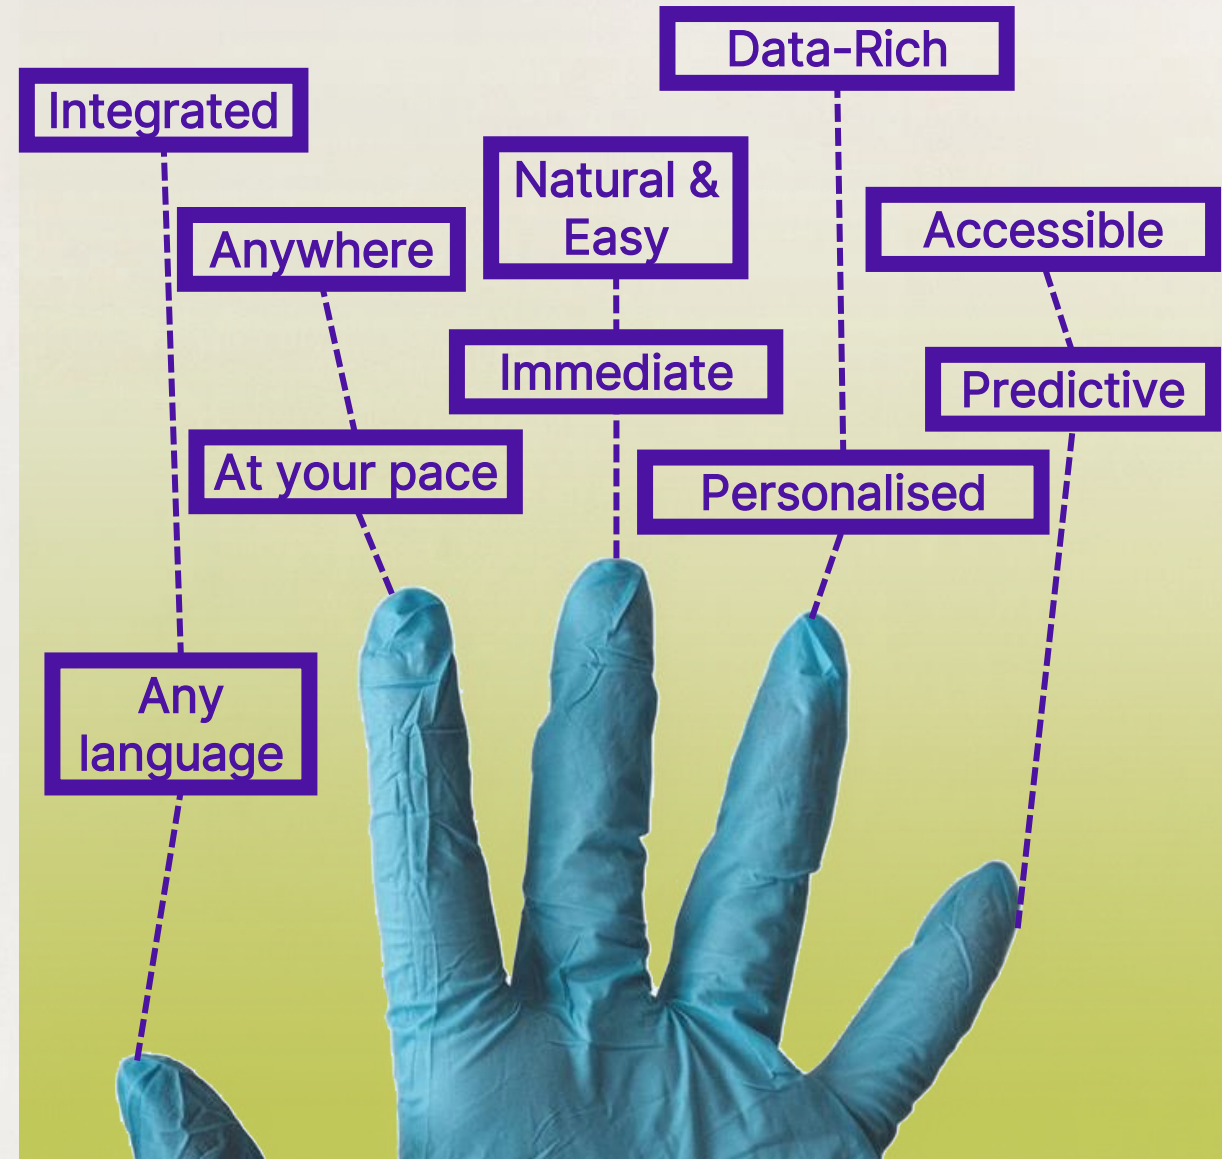 Data-Rich
Integrated
Natural &
Easy
Accessible
Anywhere
Immediate
Predictive
At your pace
Personalised
Any
language